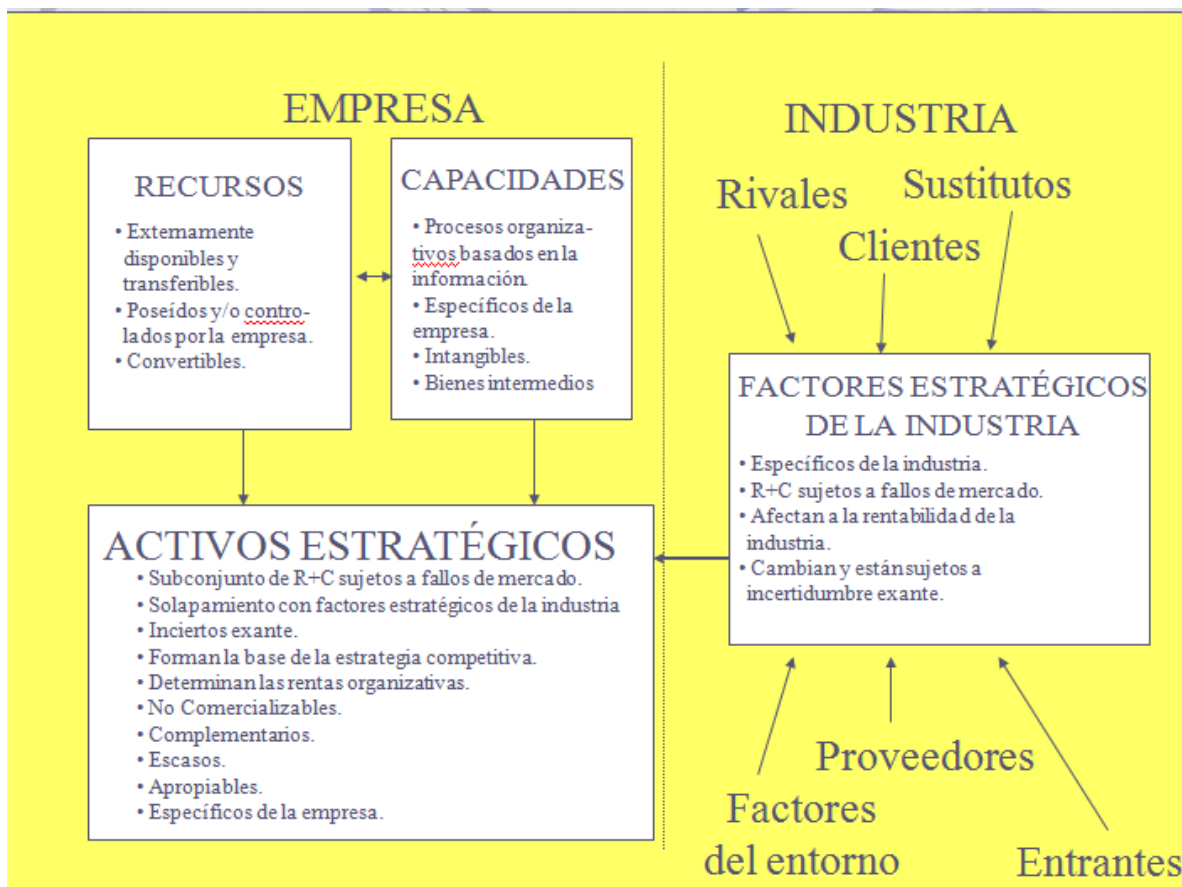 EMPRESA
RECURSOS
• Externamente
disponibles y
transferibles.
• Poseídos y/o contro-
lados por la empresa.
• Convertibles.
CAPACIDADES
• Procesos organiza-
tivos basados en la
información.
• Específicos de la
empresa.
• Intangibles.
• Bienes intermedios
ACTIVOS ESTRATÉGICOS
• Subconjunto de R+C sujetos a fallos de mercado.
• Solapamiento con factores estratégicos de la industria
• Inciertos exante.
• Forman la base de la estrategia competitiva.
• Determinan las rentas organizativas.
• No Comercializables.
• Complementarios.
• Escasos.
• Apropiables.
• Específicos de la empresa.
INDUSTRIA
Rivales
Sustitutos
Clientes
FACTORES ESTRATÉGICOS
DE LA INDUSTRIA
• Específicos de la industria.
• R+C sujetos a fallos de mercado.
• Afectan a la rentabilidad de la
industria.
• Cambian y están sujetos a
incertidumbre exante.
Proveedores
Factores
del entorno
Entrantes